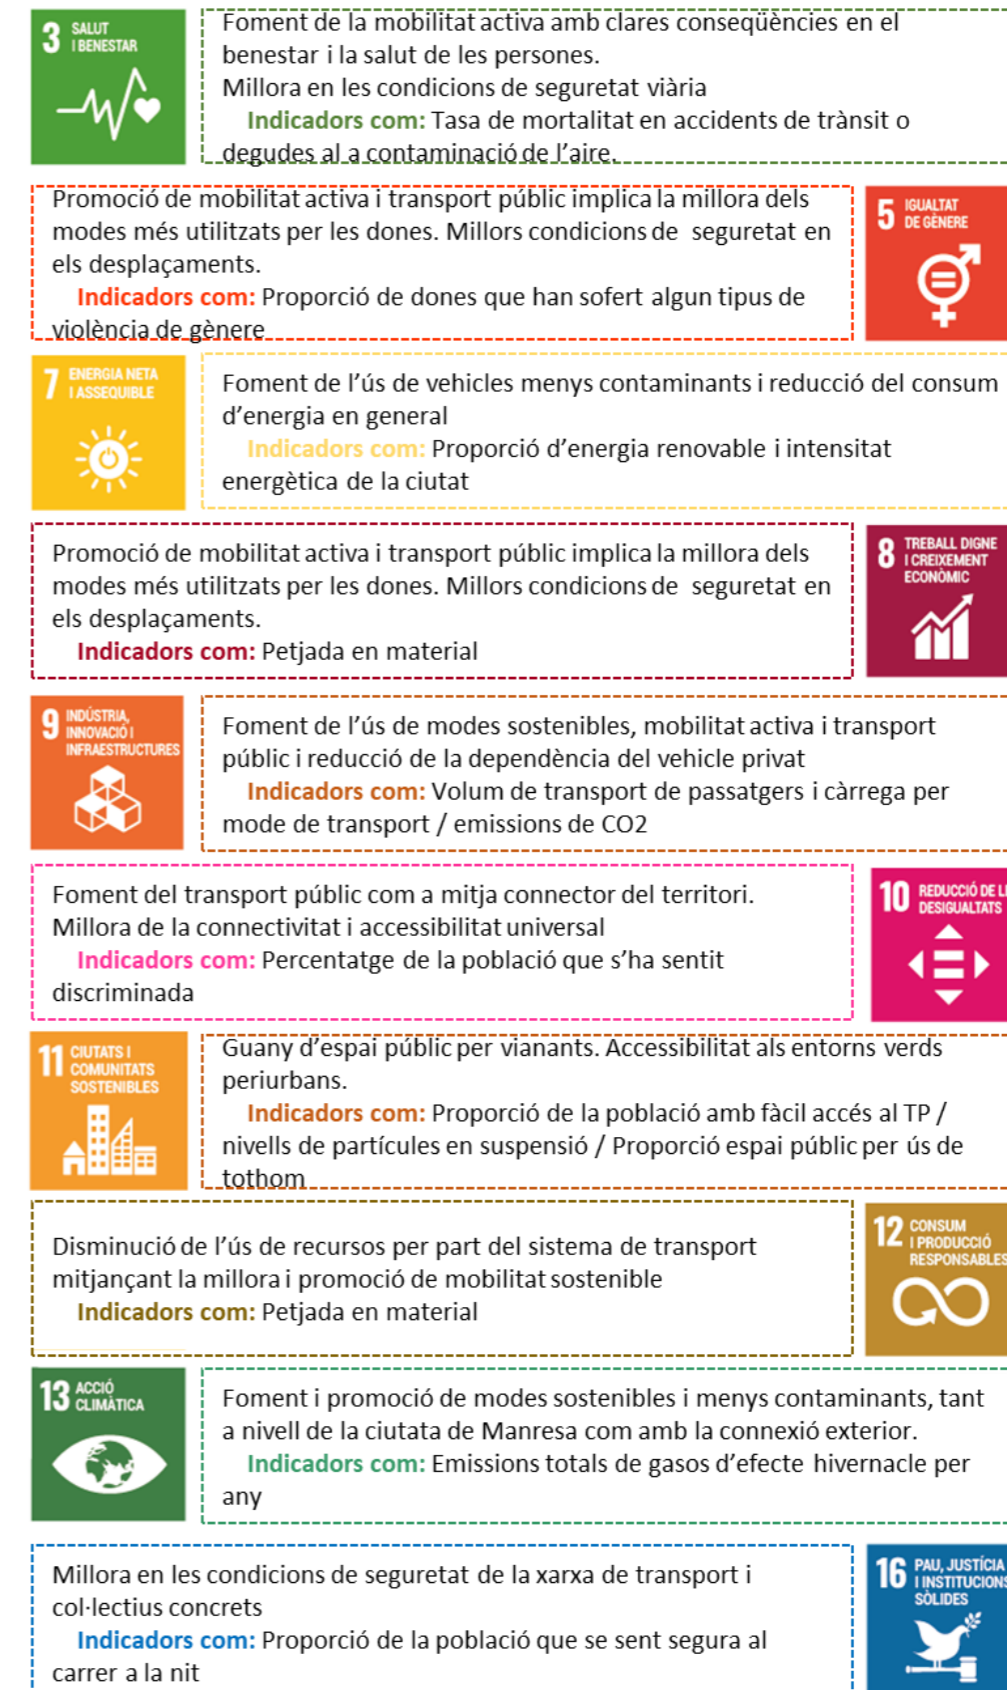 3 SALUT
I BENESTAR
Foment de la mobilitat activa amb clares conseqüències en el
benestar i la salut de les persones.
Millora en les condicions de seguretat viària
Indicadors com: Tasa de mortalitat en accidents de trànsit o
degudes al a contaminació de l’aire.
Promoció de mobilitat activa i transport públic implica la millora dels
modes més utilitzats per les dones. Millors condicions de seguretat en
els desplaçaments.
Indicadors com: Proporció de dones que han sofert algun tipus de
violència de gènere
5 IGUALTAT
DE GÈNERE
7 ENERGIA NETA
I ASSEQUIBLE
Foment de l’ús de vehicles menys contaminants i reducció del consum
d’energia en general
Indicadors com: Proporció d’energia renovable i intensitat
energètica de la ciutat
Promoció de mobilitat activa i transport públic implica la millora dels
modes més utilitzats per les dones. Millors condicions de seguretat en
els desplaçaments.
Indicadors com: Petjada en material
8 TREBALL DIGNE
I CREIXEMENT
ECONÒMIC
9 INDÚSTRIA,
INNOVACIÓ I
INFRAESTRUCTURES
Foment de l’ús de modes sostenibles, mobilitat activa i transport
públic i reducció de la dependència del vehicle privat
Indicadors com: Volum de transport de passatgers i càrrega per
mode de transport / emissions de CO2
Foment del transport públic com a mitja connector del territori.
Millora de la connectivitat i accessibilitat universal
Indicadors com: Percentatge de la població que s’ha sentit
discriminada
10 REDUCCIÓ DE
DESIGUALTATS
11 CIUTATS I
COMUNITATS
SOSTENIBLES
Guany d’espai públic per vianants. Accessibilitat als entorns verds
periurbans.
Indicadors com: Proporció de la població amb fàcil accés al TP /
nivells de partícules en suspensió / Proporció espai públic per ús de
tothom
Disminució de l’ús de recursos per part del sistema de transport
mitjançant la millora i promoció de mobilitat sostenible
Indicadors com: Petjada en material
12 CONSUM
I PRODUCCIÓ
RESPONSABLES
13 ACCIÓ
CLIMÀTICA
Foment i promoció de modes sostenibles i menys contaminants, tant
a nivell de la ciutata de Manresa com amb la connexió exterior.
Indicadors com: Emissions totals de gasos d’efecte hivernacle per
any
Millora en les condicions de seguretat de la xarxa de transport i
col·lectius concrets
Indicadors com: Proporció de la població que se sent segura al
carrer a la nit
16 PAU, JUSTÍCIA
I INSTITUCIONS
SÒLIDES